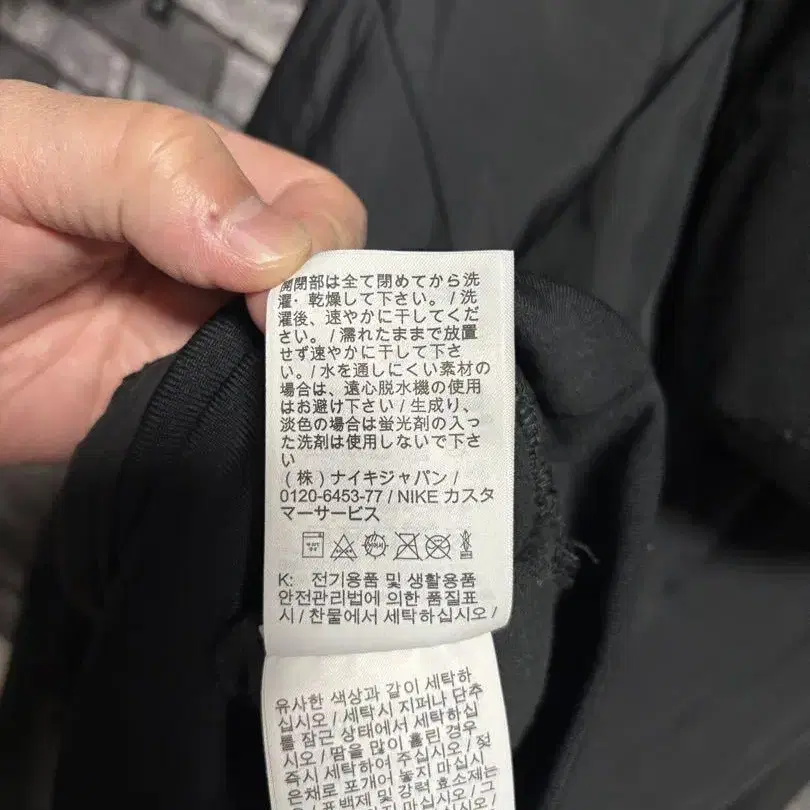 開閉部は全て閉めてから洗
濯・乾燥して下さい。/ 洗
濯後、速やかに干してくだ
さい。/ 濡れたままで放置
せず速やかに干して下さ
い。/ 水を通しにくい素材の
場合は、遠心脱水機の使用
はお避け下さい / 生成り、
淡色の場合は蛍光剤の入っ
た洗剤は使用しないで下さ
い
(株)ナイキジャパン /
0120-6453-77 / NIKE カスタ
マーサービス
K: 전기용품 및 생활용품
안전관리법에 의한 품질표
시 / 찬물에서 세탁하십시오 /
유사한 색상과 같이 세탁하
십시오 / 세탁시 지퍼나 단추
를 잠근 상태에서 세탁하십
시오 / 땀을 많이 흘린 경우
즉시 세탁하여 주십시오 / 젖
은채로 포개어 놓지 마십시
표백제 및 강력 효소제는